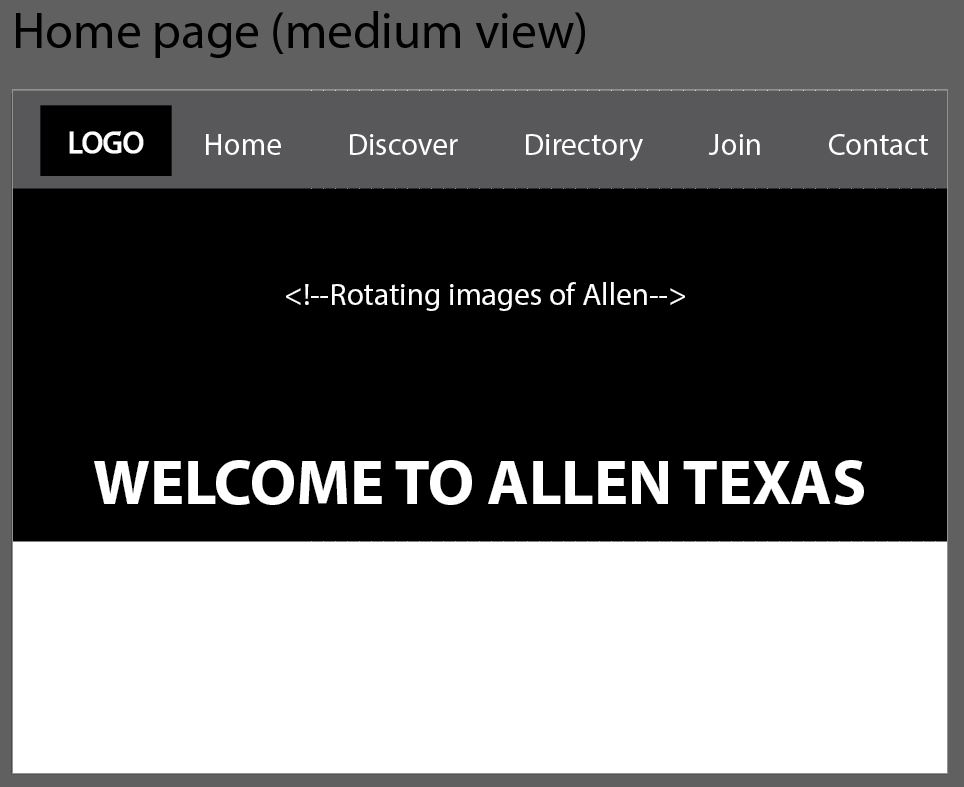 Home page (medium view)
LOGO Home Discover Directory Join Contact
<!--Rotating images of Allen-->
WELCOME TO ALLEN TEXAS